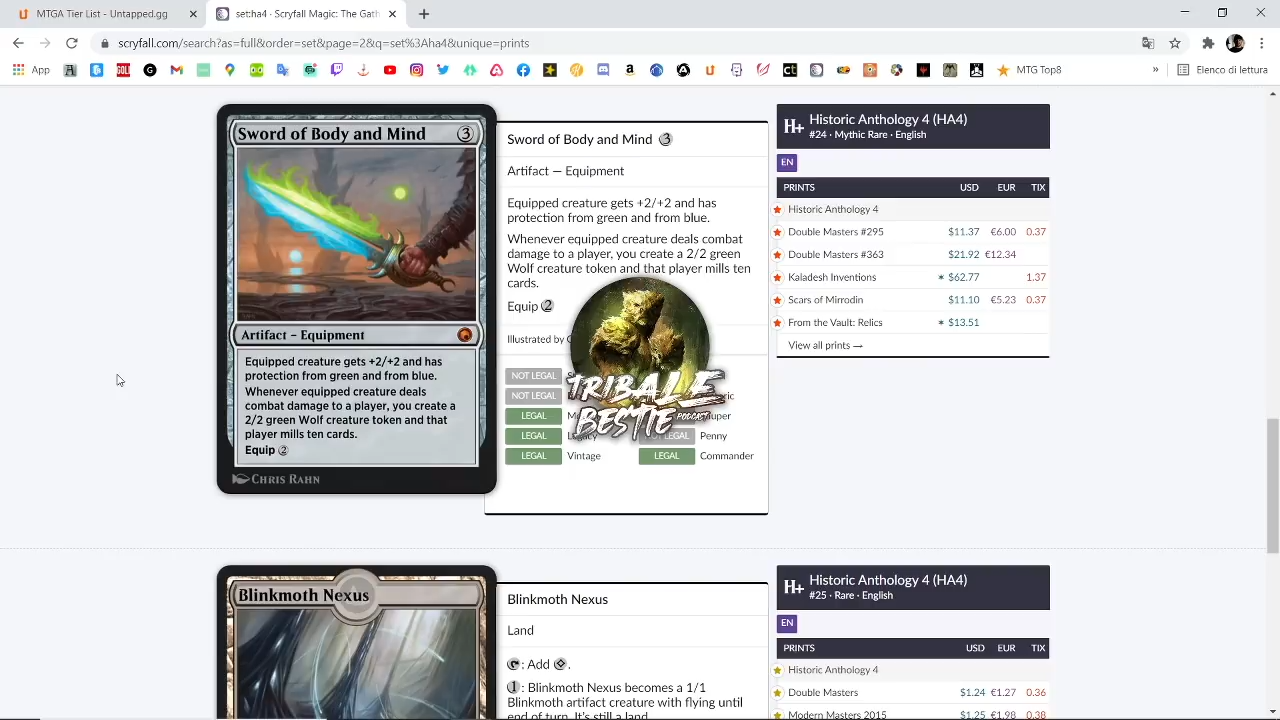 MTGA Tier List - Untapped.gg
set:ha4 - Scryfall Magic: The Gath
scryfall.com/search?as=full&order=set&page=2&q=set%3Aha4&unique=prints
App
MTG Top8
»
Elenco di lettura
Sword of Body and Mind 3
Artifact – Equipment
Equipped creature gets +2/+2 and has
protection from green and from blue.
Whenever equipped creature deals
combat damage to a player, you create a
2/2 green Wolf creature token and that
player mills ten cards.
Equip 2
CHRIS RAHN
Sword of Body and Mind 3
Artifact — Equipment
Equipped creature gets +2/+2 and has
protection from green and from blue.
Whenever equipped creature deals combat
damage to a player, you create a 2/2 green
Wolf creature token and that player mills ten
cards.
Equip 2
Illustrated by
NOT LEGAL
NOT LEGAL
LEGAL
LEGAL Legacy NOT LEGAL Penny
LEGAL Vintage LEGAL Commander
TRIBALE
BESTIE
PODCAST
H+ Historic Anthology 4 (HA4)
#24 · Mythic Rare · English
EN
PRINTS USD EUR TIX
Historic Anthology 4
Double Masters #295 $11.37 €6.00 0.37
Double Masters #363 $21.92 €12.34
Kaladesh Inventions ✶ $62.77 1.37
Scars of Mirrodin $11.10 €5.23 0.37
From the Vault: Relics ✶ $13.51
View all prints →
Blinkmoth Nexus
Blinkmoth Nexus
Land
: Add .
1: Blinkmoth Nexus becomes a 1/1
Blinkmoth artifact creature with flying until
end of turn. It's still a land.
H+ Historic Anthology 4 (HA4)
#25 · Rare · English
EN
PRINTS USD EUR TIX
Historic Anthology 4
Double Masters $1.24 €1.27 0.36
Modern Masters 2015 $1.25 €1.98 0.38